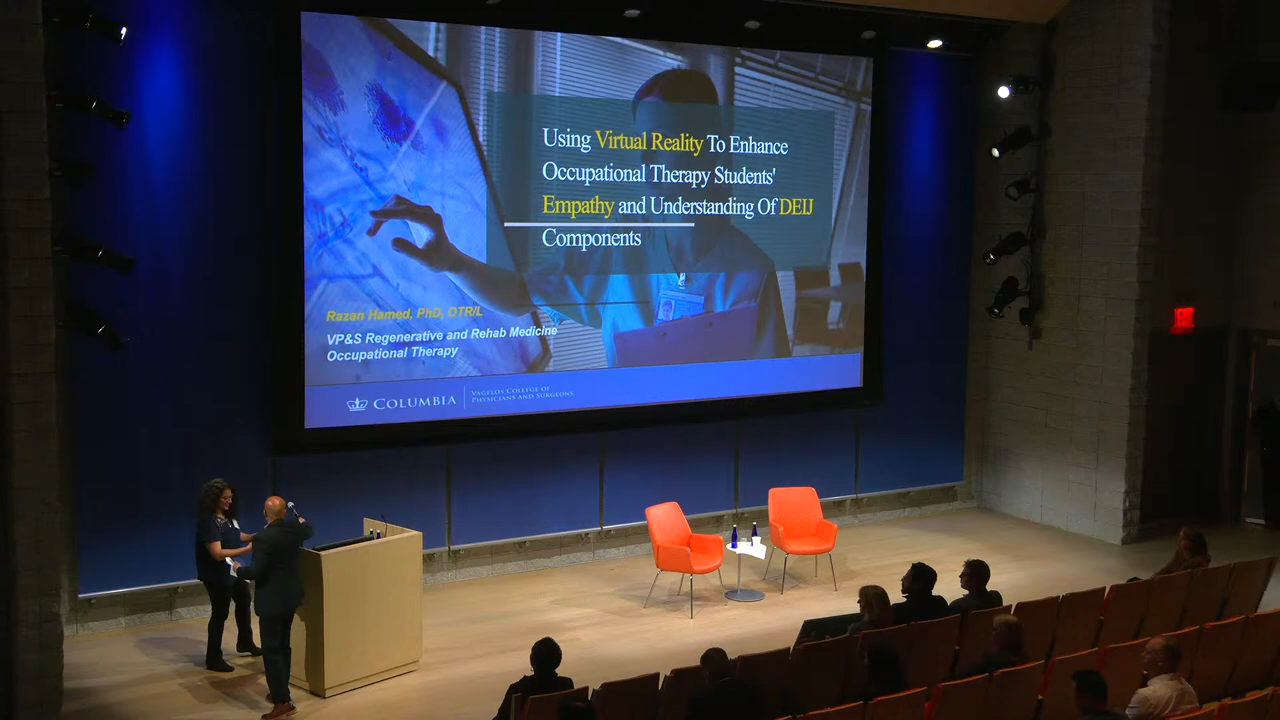 Using Virtual Reality To Enhance
Occupational Therapy Students'
Empathy and Understanding Of DEIJ
Components
Razan Hamed, PhD, OTR/L
VP&S Regenerative and Rehab Medicine
Occupational Therapy
COLUMBIA
VAGELOS COLLEGE OF
PHYSICIANS AND SURGEONS